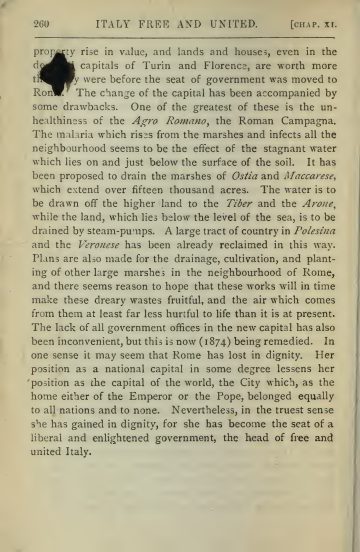 260 ITALY FREE AND UNITED. [CHAP. XI.
property rise in value, and lands and houses, even in the
capitals of Turin and Florence, are worth more
y were before the seat of government was moved to
Rom The change of the capital has been accompanied by
some drawbacks. One of the greatest of these is the un-
healthiness of the Agro Romano, the Roman Campagna.
The malaria which rises from the marshes and infects all the
neighbourhood seems to be the effect of the stagnant water
which lies on and just below the surface of the soil. It has
been proposed to drain the marshes of Ostia and Maccarese,
which extend over fifteen thousand acres. The water is to
be drawn off the higher land to the Tiber and the Arone,
while the land, which lies below the level of the sea, is to be
drained by steam-pumps. A large tract of country in Polesina
and the Veronese has been already reclaimed in this way.
Plans are also made for the drainage, cultivation, and plant-
ing of other large marshes in the neighbourhood of Rome,
and there seems reason to hope that these works will in time
make these dreary wastes fruitful, and the air which comes
from them at least far less hurtful to life than it is at present.
The lack of all government offices in the new capital has also
been inconvenient, but this is now (1874) being remedied. In
one sense it may seem that Rome has lost in dignity. Her
position as a national capital in some degree lessens her
position as the capital of the world, the City which, as the
home either of the Emperor or the Pope, belonged equally
to all nations and to none. Nevertheless, in the truest sense
she has gained in dignity, for she has become the seat of a
liberal and enlightened government, the head of free and
united Italy.